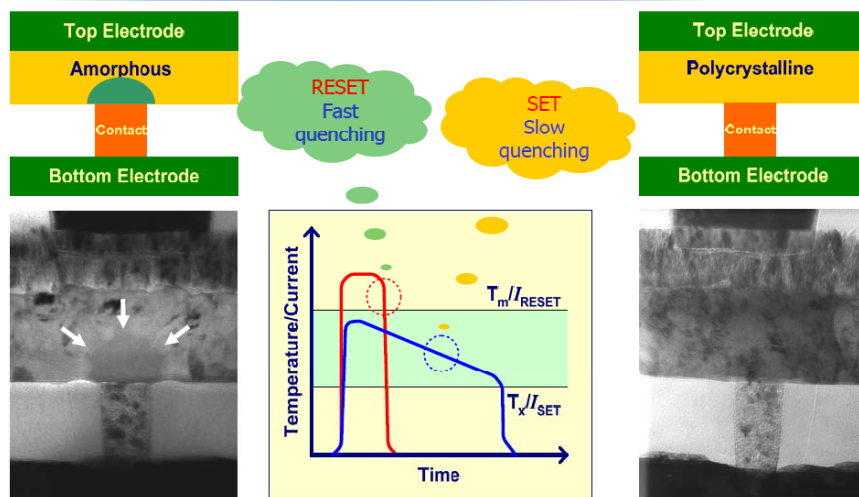 Top Electrode
Amorphous
Contact
Bottom Electrode
RESET
Fast
quenching
SET
Slow
quenching
Top Electrode
Polycrystalline
Contact
Bottom Electrode
Temperature/Current
Tm/IRESET
Tx/ISET
Time